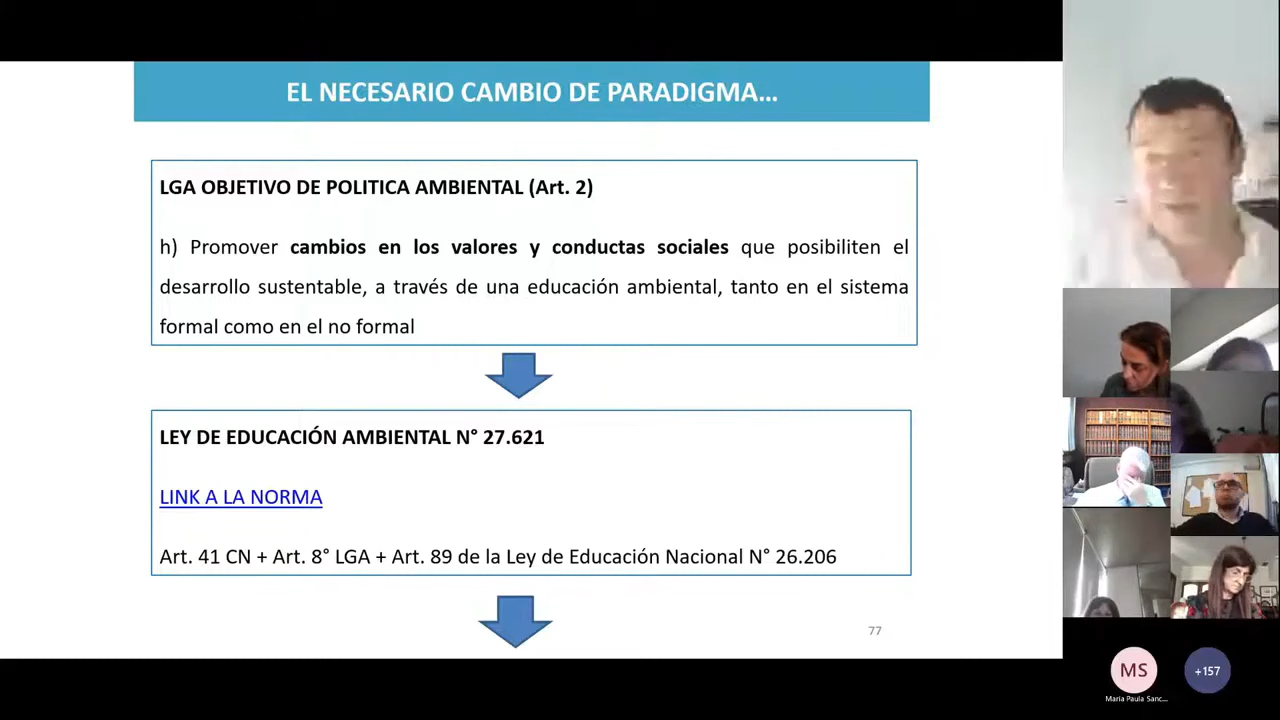 EL NECESARIO CAMBIO DE PARADIGMA...
LGA OBJETIVO DE POLITICA AMBIENTAL (Art. 2)
h) Promover cambios en los valores y conductas sociales que posibiliten el
desarrollo sustentable, a través de una educación ambiental, tanto en el sistema
formal como en el no formal
LEY DE EDUCACIÓN AMBIENTAL N° 27.621
LINK A LA NORMA
Art. 41 CN + Art. 8° LGA + Art. 89 de la Ley de Educación Nacional N° 26.206
77
MS
+157
Maria Paula Sanc...